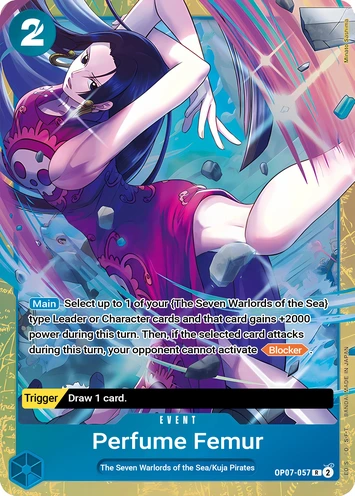 2
Minato Sashima
Main Select up to 1 of your {The Seven Warlords of the Sea}
type Leader or Character cards and that card gains +2000
power during this turn. Then, if the selected card attacks
during this turn, your opponent cannot activate Blocker .
Trigger Draw 1 card.
EVENT
Perfume Femur
The Seven Warlords of the Sea/Kuja Pirates
OP07-057 R 2